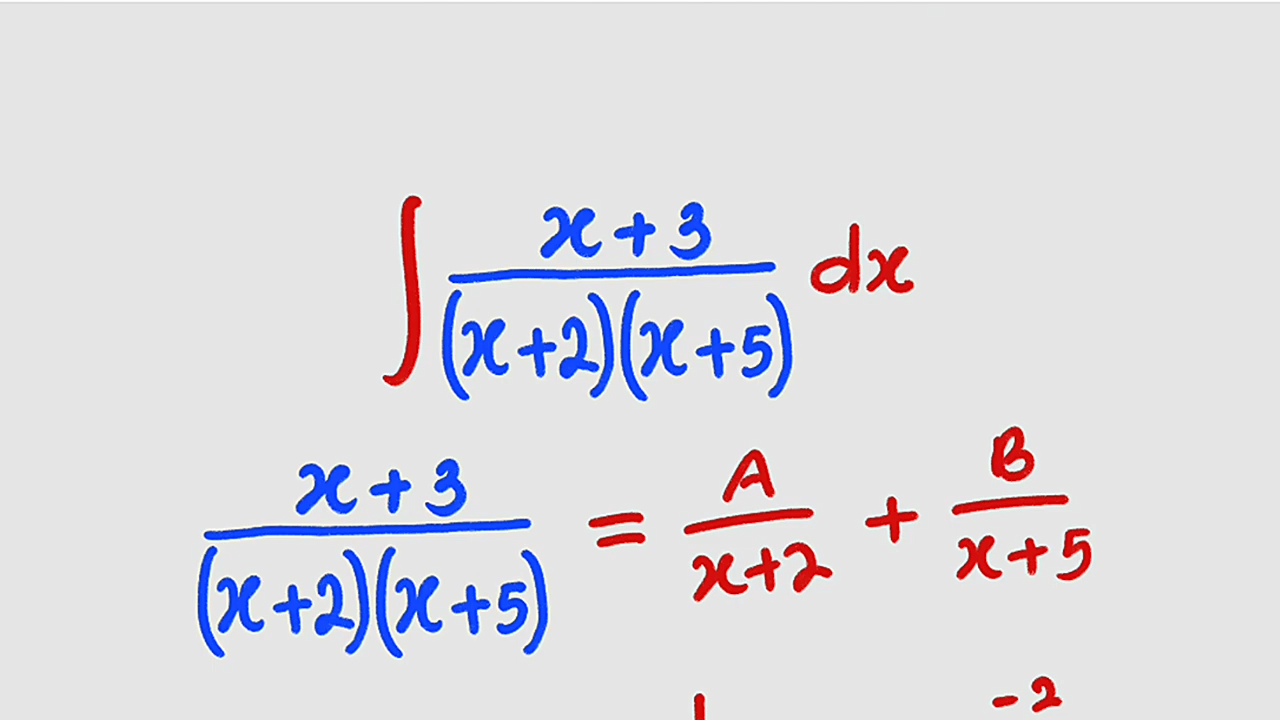 ∫ x+3 / (x+2)(x+5) dx
x+3 / (x+2)(x+5) = A / x+2 + B / x+5
-2